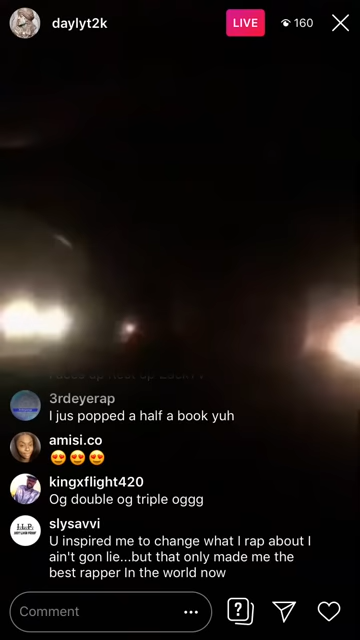 daylyt2k
LIVE
160
3rdeyerap
I jus popped a half a book yuh
amisi.co
😍😍😍
kingxflight420
Og double og triple oggg
slysavvi
U inspired me to change what I rap about I
ain't gon lie...but that only made me the
best rapper In the world now
Comment